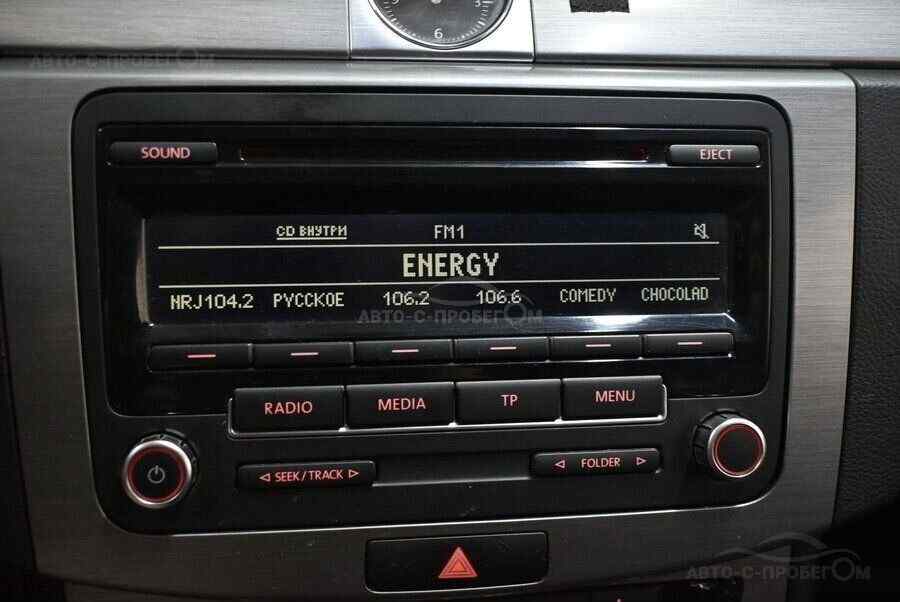 6
АВТО-С-ПРОБЕГОМ
SOUND
EJECT
CD ВНУТРИ FM1
ENERGY
NRJ104.2 РУССКОЕ 106.2 106.6 COMEDY CHOCOLAD
АВТО-С-ПРОБЕГОМ
RADIO MEDIA TP MENU
SEEK/TRACK FOLDER
АВТО-С-ПРОБЕГОМ